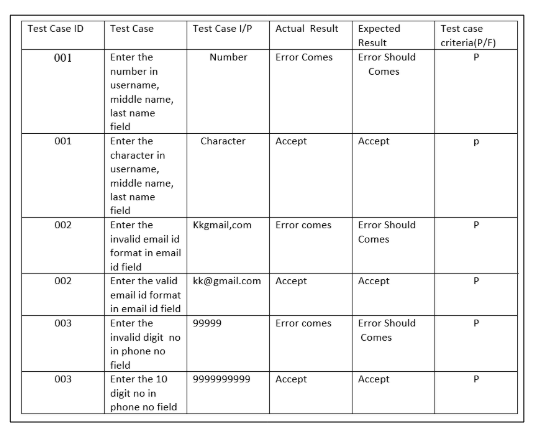 Test Case ID Test Case Test Case I/P Actual Result Expected Result Test case criteria(P/F)
001 Enter the number in username, middle name, last name field Number Error Comes Error Should Comes P
001 Enter the character in username, middle name, last name field Character Accept Accept p
002 Enter the invalid email id format in email id field Kkgmail,com Error comes Error Should Comes P
002 Enter the valid email id format in email id field kk@gmail.com Accept Accept P
003 Enter the invalid digit no in phone no field 99999 Error comes Error Should Comes P
003 Enter the 10 digit no in phone no field 9999999999 Accept Accept P